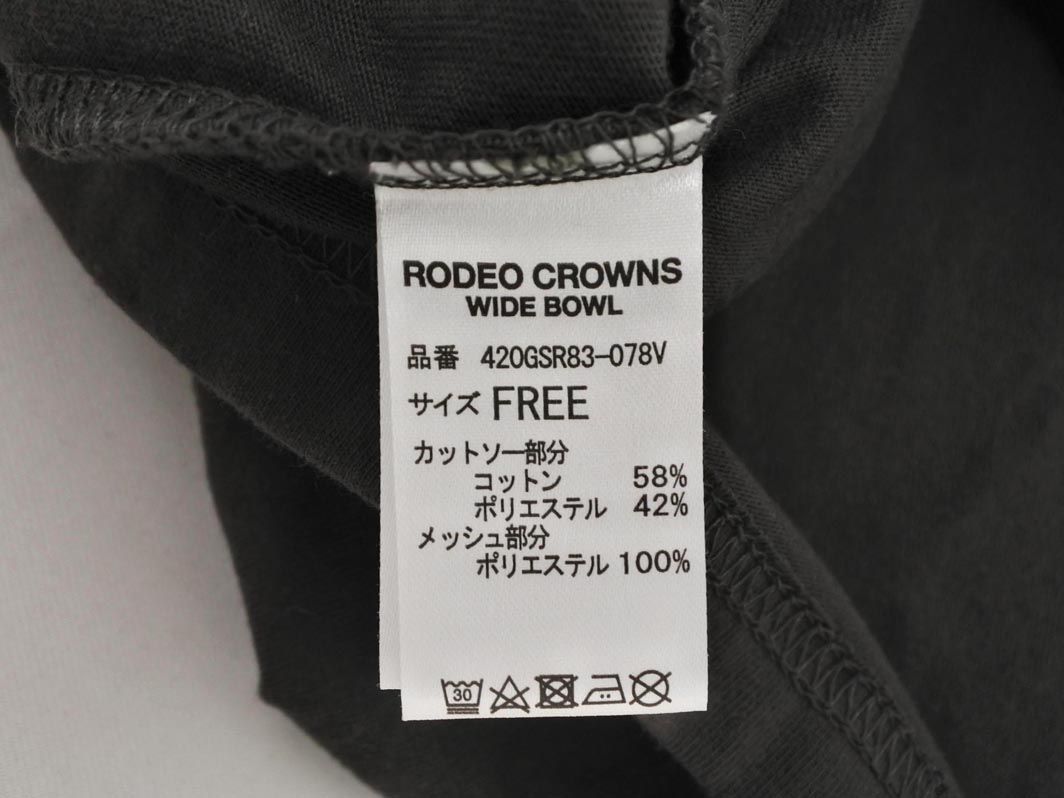 RODEO CROWNS
WIDE BOWL
品番 420GSR83-078V
サイズ FREE
カットソー部分
コットン 58%
ポリエステル 42%
メッシュ部分
ポリエステル 100%
30